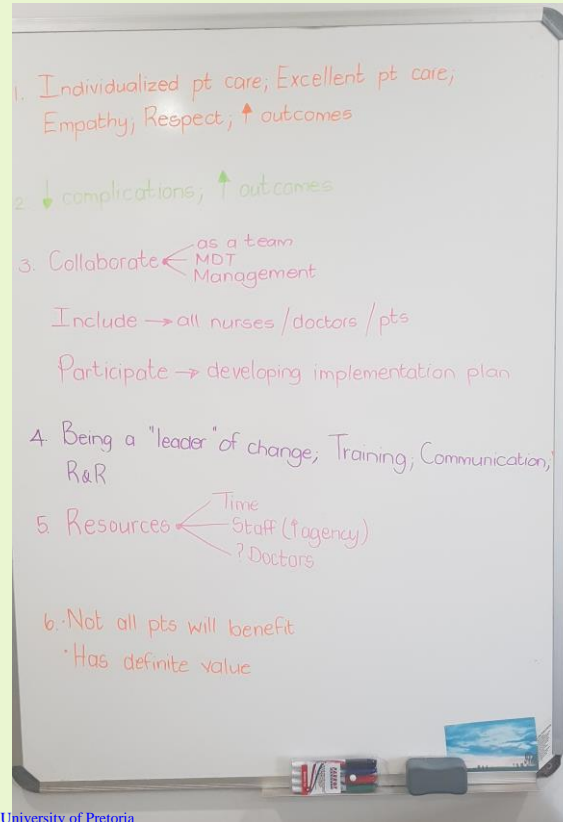 1. Individualized pt care; Excellent pt care;
Empathy; Respect; ↑ outcomes
2. ↓ complications; ↑ outcomes
3. Collaborate
as a team
MDT
Management
Include → all nurses / doctors / pts
Participate → developing implementation plan
4. Being a "leader" of change; Training; Communication;
R&R
5. Resources
Time
Staff (↑agency)
? Doctors
6. · Not all pts will benefit
· Has definite value
University of Pretoria